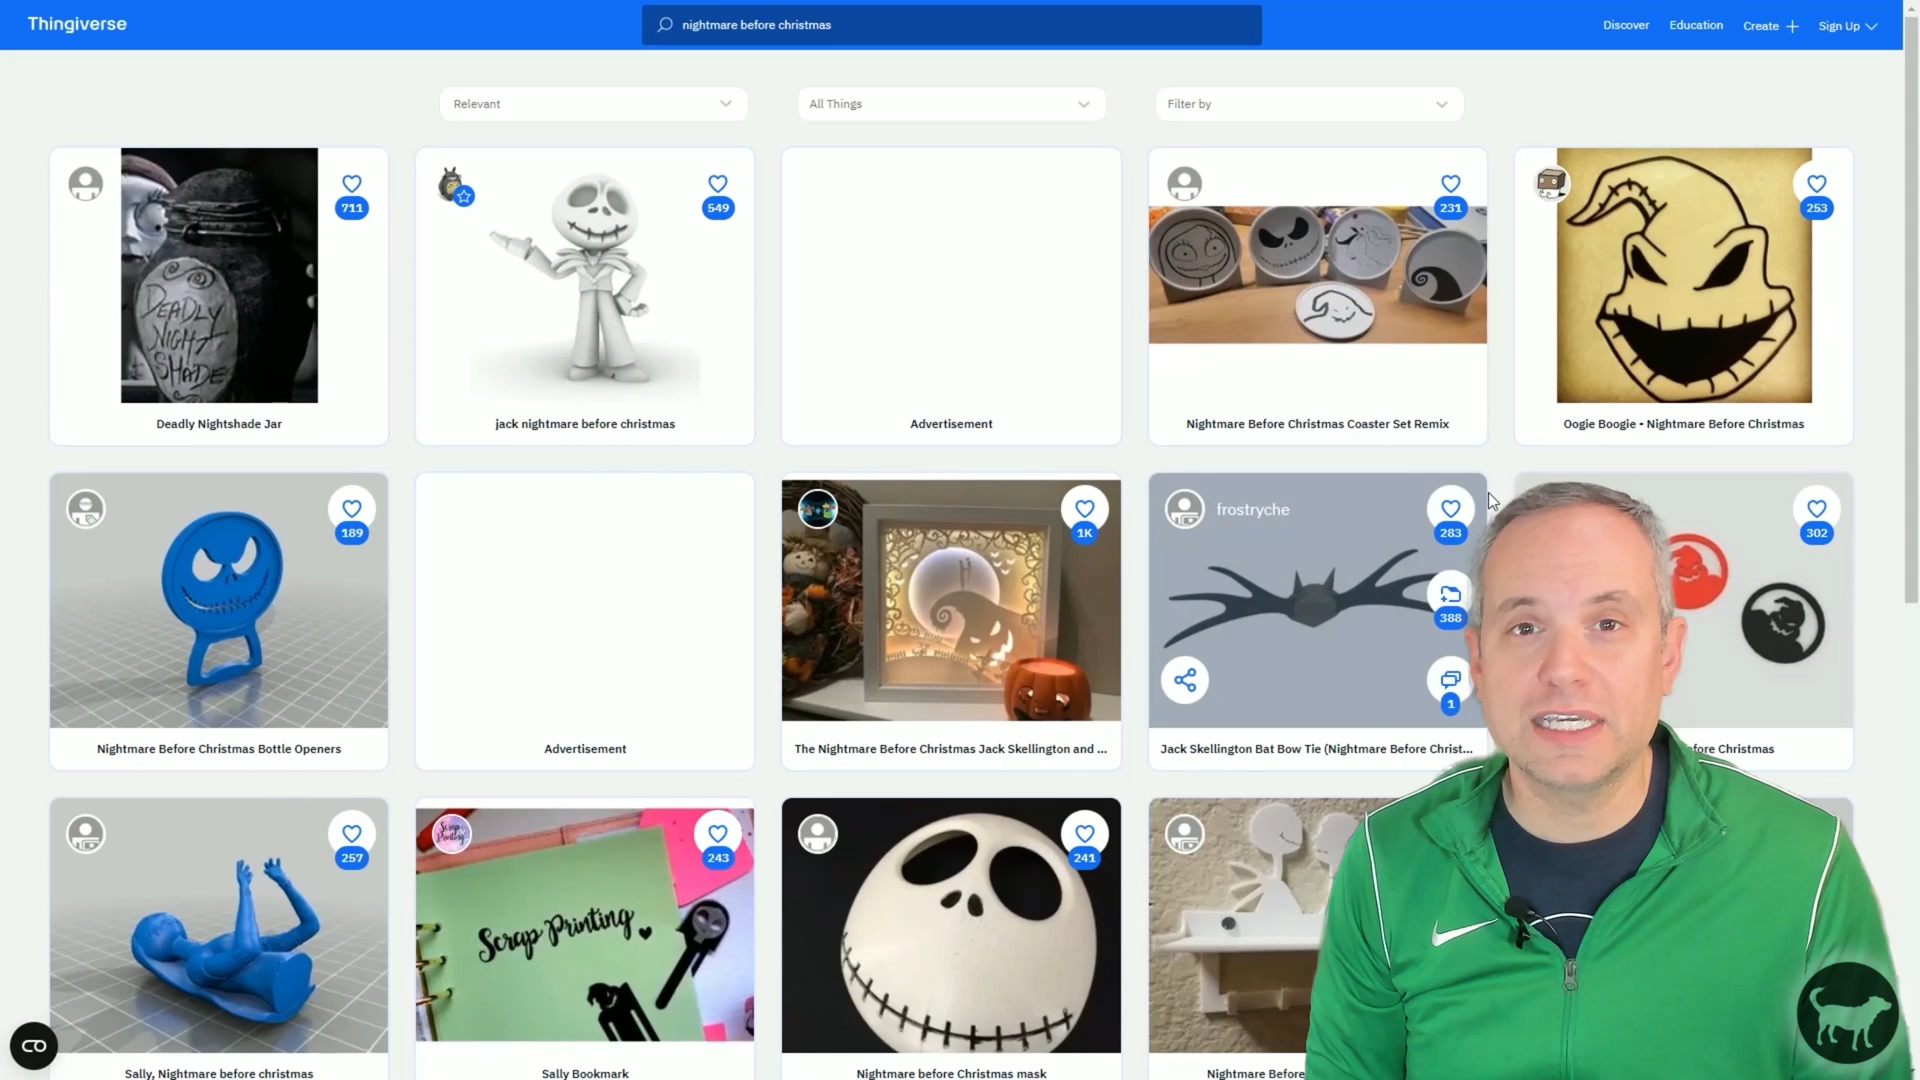 Thingiverse
nightmare before christmas
Discover
Education
Create
Sign Up
Relevant
All Things
Filter by
711
DEADLY
NIGHT
SHADE
Deadly Nightshade Jar
549
jack nightmare before christmas
Advertisement
231
Nightmare Before Christmas Coaster Set Remix
253
Oogie Boogie - Nightmare Before Christmas
189
Nightmare Before Christmas Bottle Openers
Advertisement
1K
The Nightmare Before Christmas Jack Skellington and ...
frostryche
283
388
1
Jack Skellington Bat Bow Tie (Nightmare Before Christ...
302
fore Christmas
257
Sally, Nightmare before christmas
Scrap
Printing
243
Scrap Printing
Sally Bookmark
241
Nightmare before Christmas mask
Nightmare Before